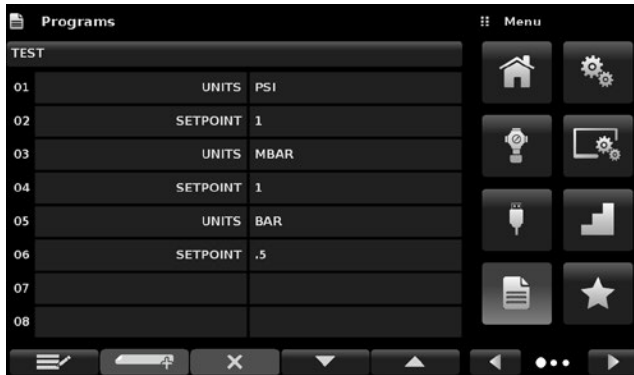 Programs
Menu
TEST
01 UNITS PSI
02 SETPOINT 1
03 UNITS MBAR
04 SETPOINT 1
05 UNITS BAR
06 SETPOINT .5
07
08